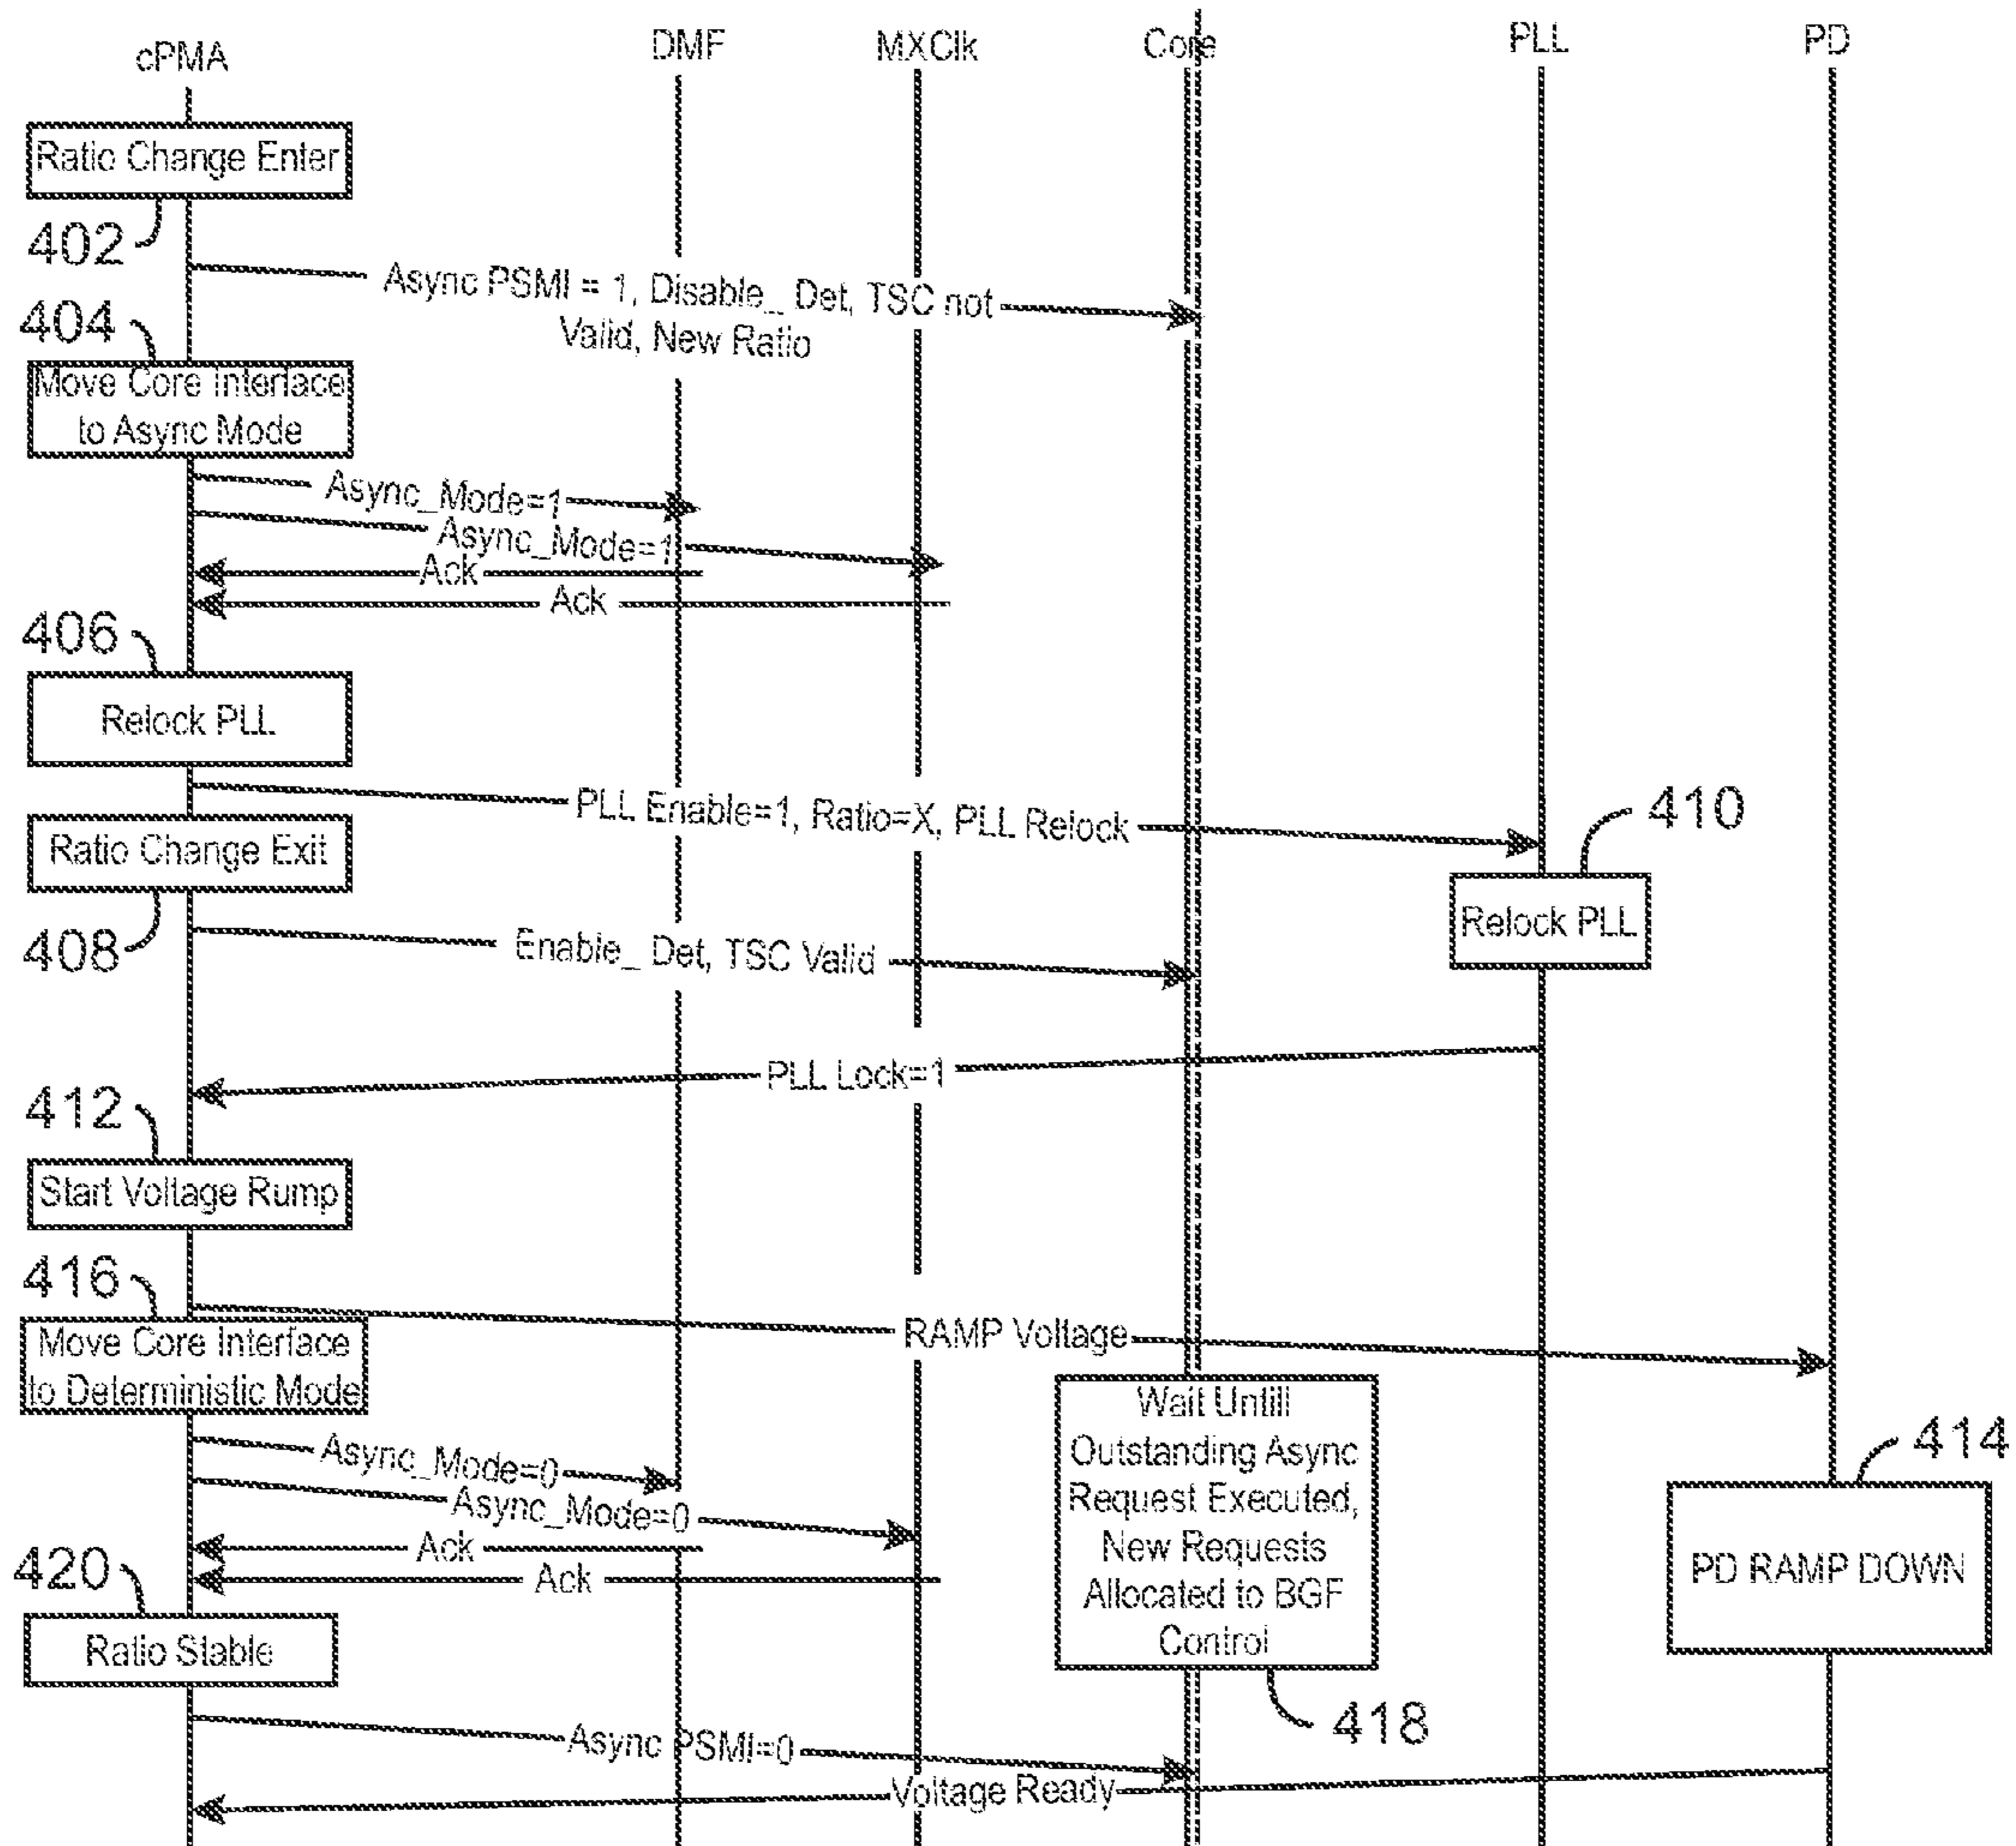 cPMA
DMF
MXClk
Core
PLL
PD
Ratio Change Enter
402
Async PSMI = 1, Disable_ Det, TSC not
Valid, New Ratio
404
Move Core Interface
to Async Mode
Async_Mode=1
Async_Mode=1
Ack
Ack
406
Relock PLL
PLL Enable=1, Ratio=X, PLL Relock
410
Ratio Change Exit
Relock PLL
408
Enable_ Det, TSC Valid
PLL Lock=1
412
Start Voltage Rump
416
RAMP Voltage
Move Core Interface
to Deterministic Mode
Wait Untill
Outstanding Async
Request Executed,
New Requests
Allocated to BGF
Control
414
Async_Mode=0
Async_Mode=0
Ack
Ack
PD RAMP DOWN
420
Ratio Stable
418
Async PSMI=0
Voltage Ready